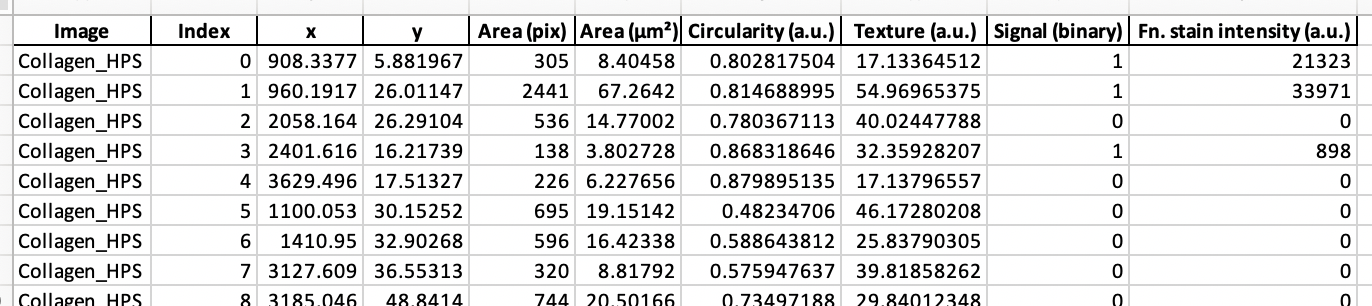 Image Index x y Area (pix) Area (µm²) Circularity (a.u.) Texture (a.u.) Signal (binary) Fn. stain intensity (a.u.)
Collagen_HPS 0 908.3377 5.881967 305 8.40458 0.802817504 17.13364512 1 21323
Collagen_HPS 1 960.1917 26.01147 2441 67.2642 0.814688995 54.96965375 1 33971
Collagen_HPS 2 2058.164 26.29104 536 14.77002 0.780367113 40.02447788 0 0
Collagen_HPS 3 2401.616 16.21739 138 3.802728 0.868318646 32.35928207 1 898
Collagen_HPS 4 3629.496 17.51327 226 6.227656 0.879895135 17.13796557 0 0
Collagen_HPS 5 1100.053 30.15252 695 19.15142 0.48234706 46.17280208 0 0
Collagen_HPS 6 1410.95 32.90268 596 16.42338 0.588643812 25.83790305 0 0
Collagen_HPS 7 3127.609 36.55313 320 8.81792 0.575947637 39.81858262 0 0
Collagen_HPS 8 3185.046 48.8414 744 20.50166 0.73497188 29.84012348 0 0